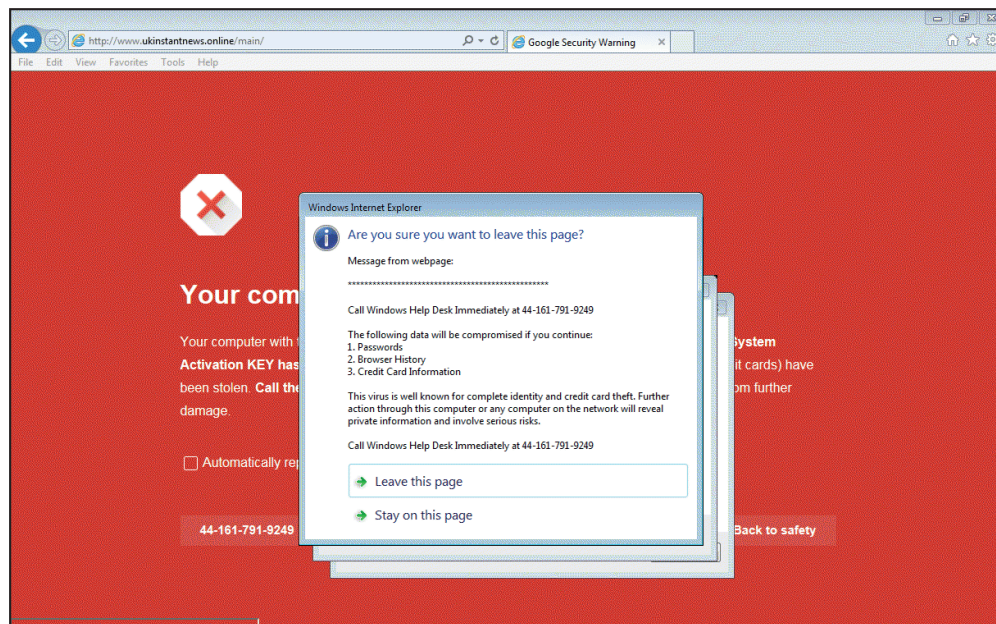 http://www.ukinstantnews.online/main/
Google Security Warning
File Edit View Favorites Tools Help
Windows Internet Explorer
Are you sure you want to leave this page?
Message from webpage:
*************************************************
Call Windows Help Desk Immediately at 44-161-791-9249
The following data will be compromised if you continue:
1. Passwords
2. Browser History
3. Credit Card Information
This virus is well known for complete identity and credit card theft. Further
action through this computer or any computer on the network will reveal
private information and involve serious risks.
Call Windows Help Desk Immediately at 44-161-791-9249
Leave this page
Stay on this page
Your com
Your computer with System
Activation KEY has it cards) have
been stolen. Call the om further
damage.
Automatically rep
44-161-791-9249 Back to safety